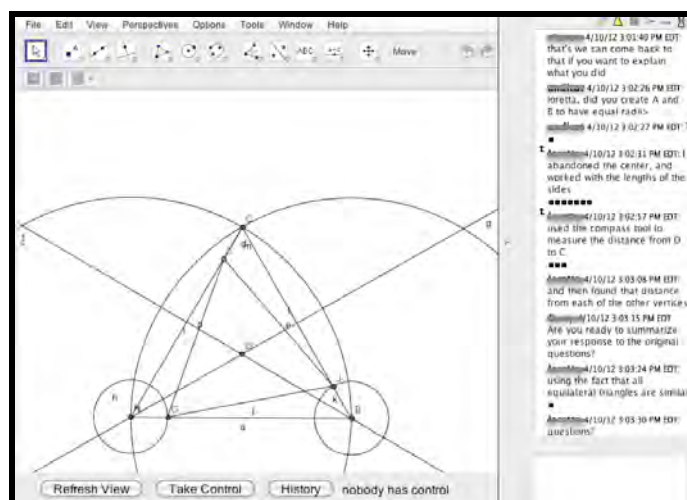 File Edit View Perspectives Options Tools Window Help
ABC Move
4/10/12 3:01:40 PM EDT:
that's we can come back to
that if you want to explain
what you did
4/10/12 3:02:26 PM EDT:
loretta, did you create A and
B to have equal radii>
4/10/12 3:02:27 PM EDT:
t
4/10/12 3:02:31 PM EDT: I
abandoned the center, and
worked with the lengths of the
sides
t
4/10/12 3:02:57 PM EDT:
used the compass tool to
measure the distance from D
to C
4/10/12 3:03:08 PM EDT:
and then found that distance
from each of the other vertices
4/10/12 3:03:15 PM EDT:
Are you ready to summarize
your response to the original
questions?
4/10/12 3:03:24 PM EDT:
using the fact that all
equilateral triangles are similar
4/10/12 3:03:30 PM EDT:
questions?
C
g
h
k
B
j
a
Refresh View Take Control History nobody has control